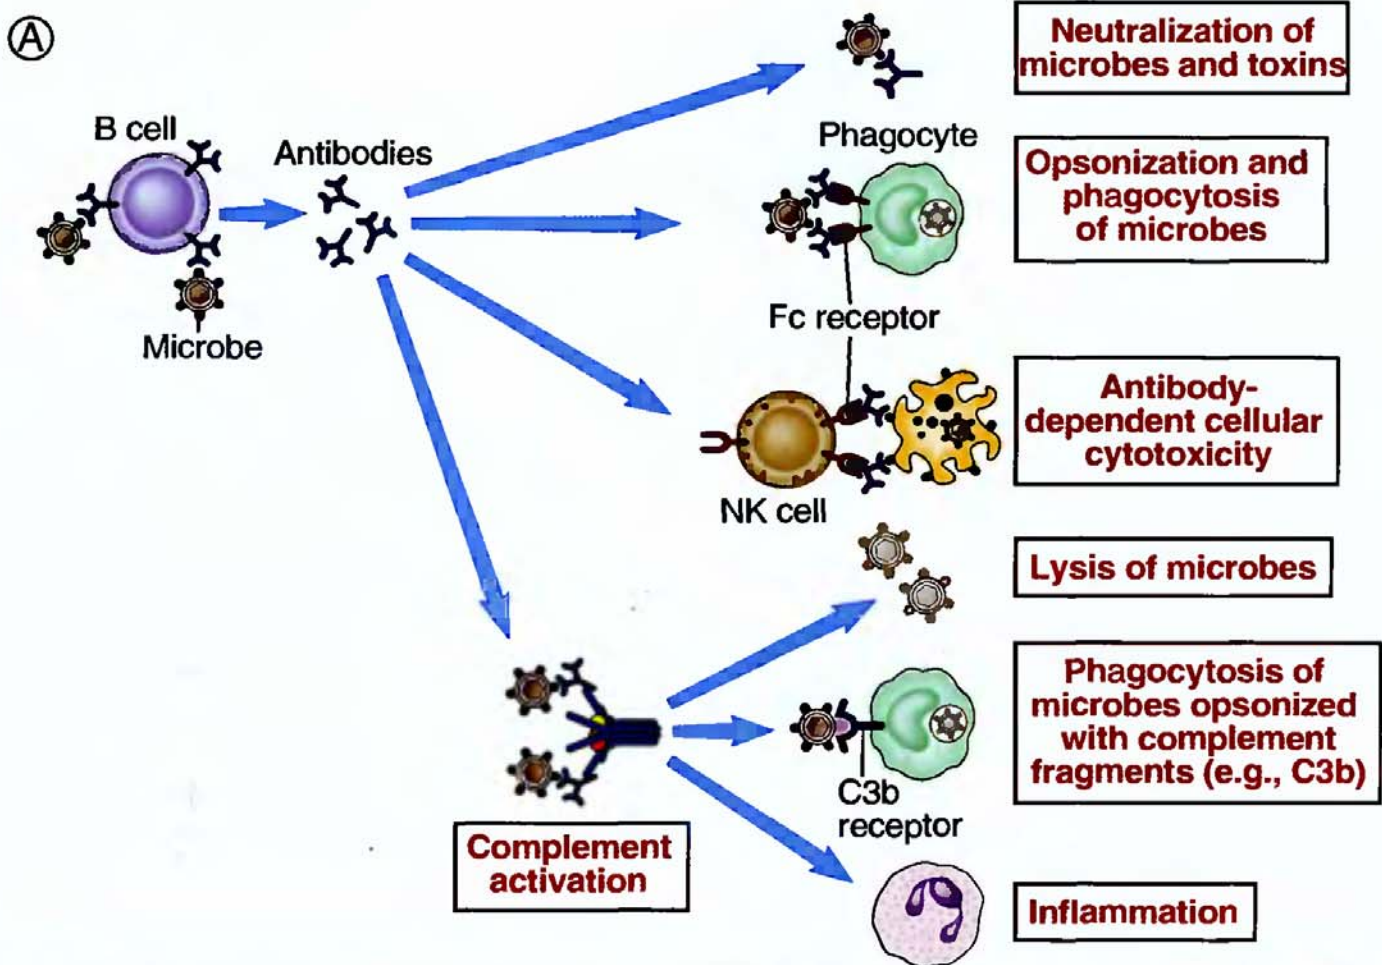 A
Neutralization of
microbes and toxins
B cell
Antibodies
Phagocyte
Opsonization and
phagocytosis
of microbes
Microbe
Fc receptor
Antibody-
dependent cellular
cytotoxicity
NK cell
Lysis of microbes
Phagocytosis of
microbes opsonized
with complement
fragments (e.g., C3b)
C3b
receptor
Complement
activation
Inflammation